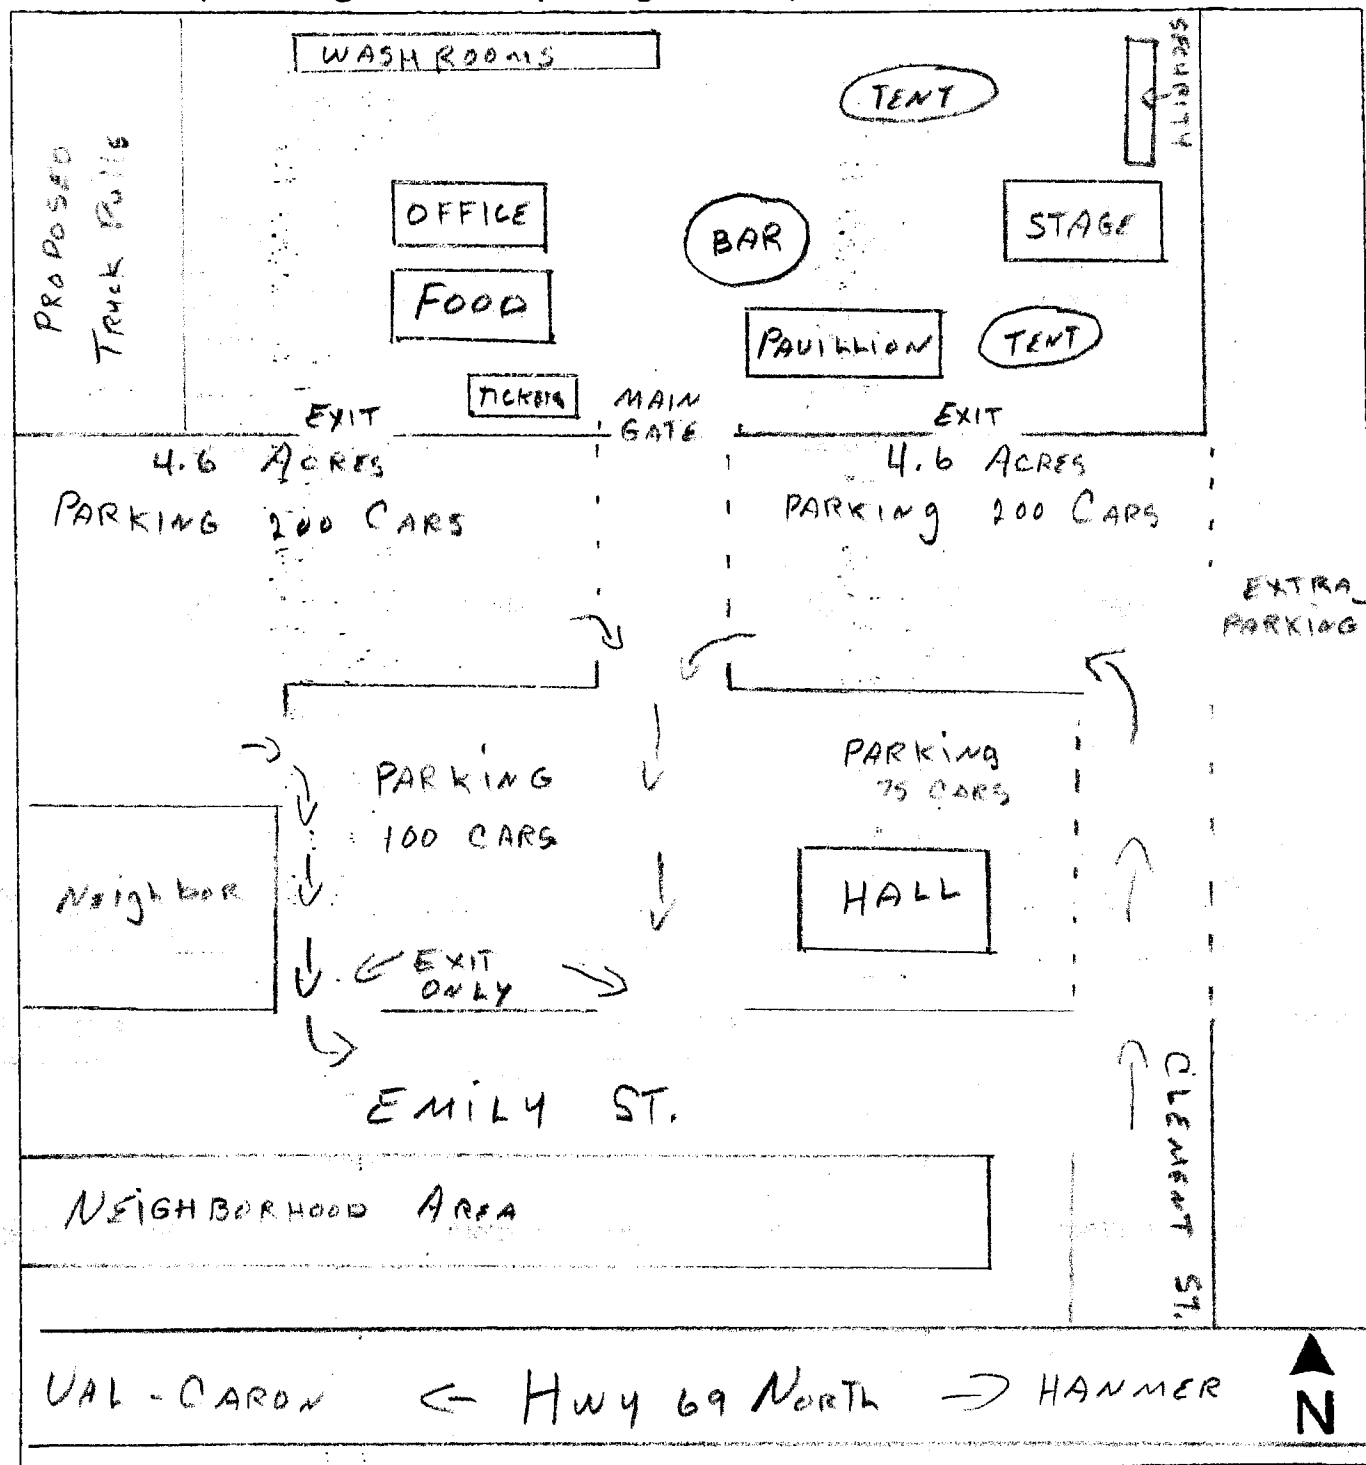 WASHROOMS
TENT
SECURITY
PROPOSED
Truck Pulls
OFFICE
BAR
STAGE
FOOD
PAVILLION
TENT
TICKETS
MAIN
GATE
EXIT
EXIT
4.6 ACRES
PARKING 200 CARS
4.6 ACRES
PARKING 200 CARS
EXTRA
PARKING
PARKING
100 CARS
PARKING
75 CARS
Neighbor
HALL
EXIT
ONLY
EMILY ST.
CLEMENT ST.
NEIGHBORHOOD AREA
VAL-CARON ← HWY 69 NORTH → HANMER
N